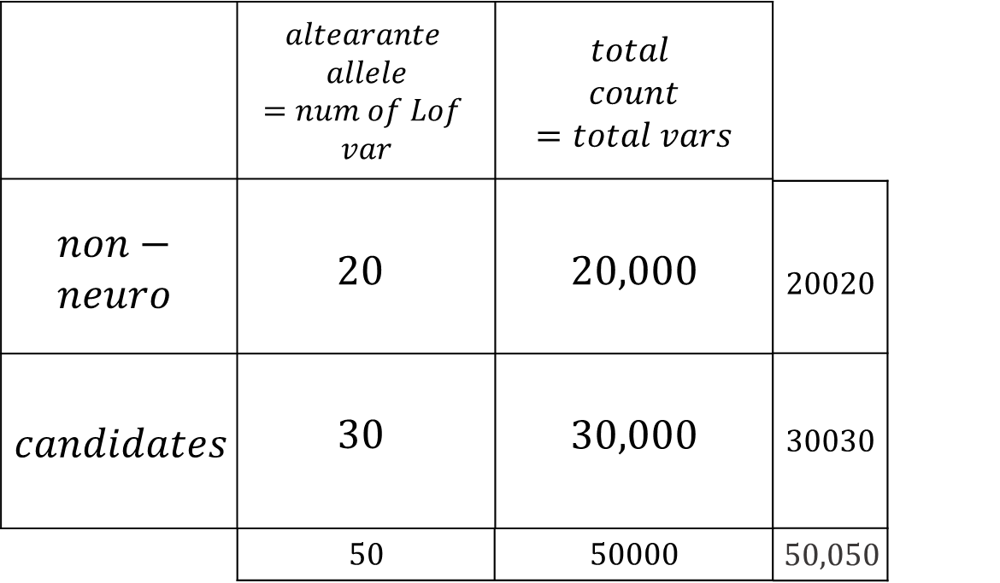 altearante
allele
= num of Lof
var
total
count
= total vars
non −
neuro
20
20,000
20020
candidates
30
30,000
30030
50
50000
50,050